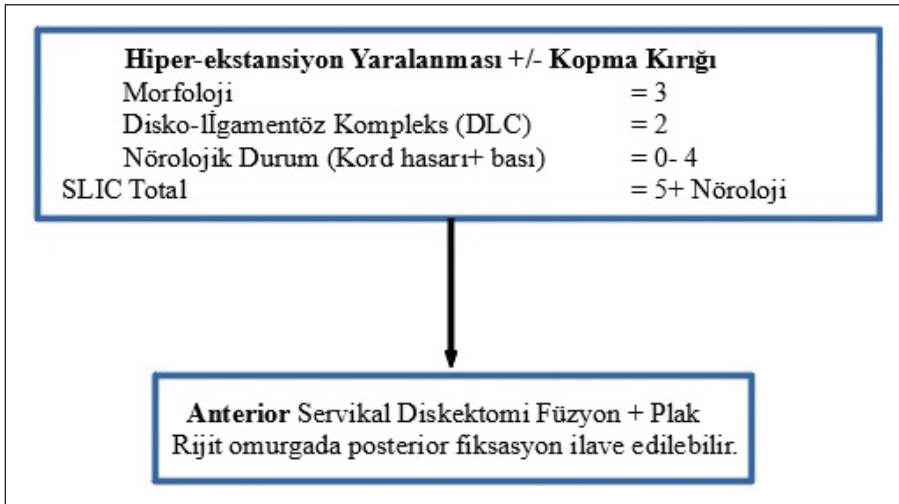 Hiper-ekstansiyon Yaralanması +/- Kopma Kırığı
Morfoloji = 3
Disko-lİgamentöz Kompleks (DLC) = 2
Nörolojik Durum (Kord hasarı+ bası) = 0- 4
SLIC Total = 5+ Nöroloji
Anterior Servikal Diskektomi Füzyon + Plak
Rijit omurgada posterior fiksasyon ilave edilebilir.